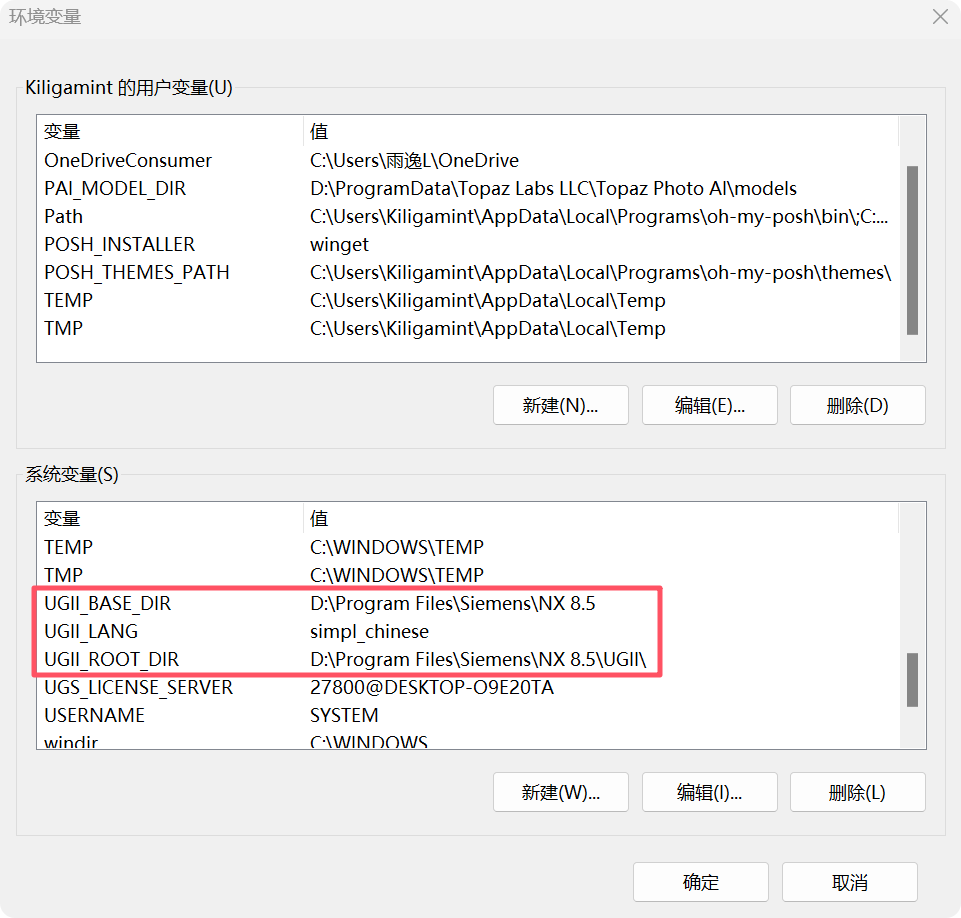 环境变量
Kiligamint 的用户变量(U)
变量 值
OneDriveConsumer C:\Users\雨逸L\OneDrive
PAI_MODEL_DIR D:\ProgramData\Topaz Labs LLC\Topaz Photo AI\models
Path C:\Users\Kiligamint\AppData\Local\Programs\oh-my-posh\bin\;C:...
POSH_INSTALLER winget
POSH_THEMES_PATH C:\Users\Kiligamint\AppData\Local\Programs\oh-my-posh\themes\
TEMP C:\Users\Kiligamint\AppData\Local\Temp
TMP C:\Users\Kiligamint\AppData\Local\Temp
新建(N)... 编辑(E)... 删除(D)
系统变量(S)
变量 值
TEMP C:\WINDOWS\TEMP
TMP C:\WINDOWS\TEMP
UGII_BASE_DIR D:\Program Files\Siemens\NX 8.5
UGII_LANG simpl_chinese
UGII_ROOT_DIR D:\Program Files\Siemens\NX 8.5\UGII\
UGS_LICENSE_SERVER 27800@DESKTOP-O9E20TA
USERNAME SYSTEM
windir C:\WINDOWS
新建(W)... 编辑(I)... 删除(L)
确定 取消